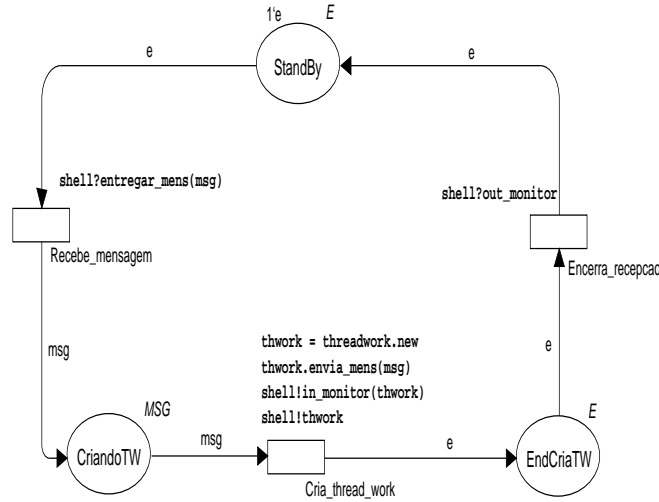 1'e
E
e
StandBy
e
shell?entregar_mens(msg)
shell?out_monitor
Recebe_mensagem
Encerra_recepcao
thwork = threadwork.new
thwork.envia_mens(msg)
shell!in_monitor(thwork)
shell!thwork
msg
e
MSG
E
CriandoTW
msg
e
EndCriaTW
Cria_thread_work